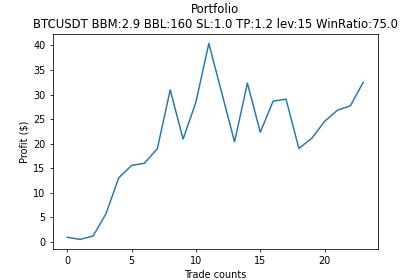 Portfolio
BTCUSDT BBM:2.9 BBL:160 SL:1.0 TP:1.2 lev:15 WinRatio:75.0
40
35
30
25
20
15
10
5
0
Profit ($)
0 5 10 15 20
Trade counts